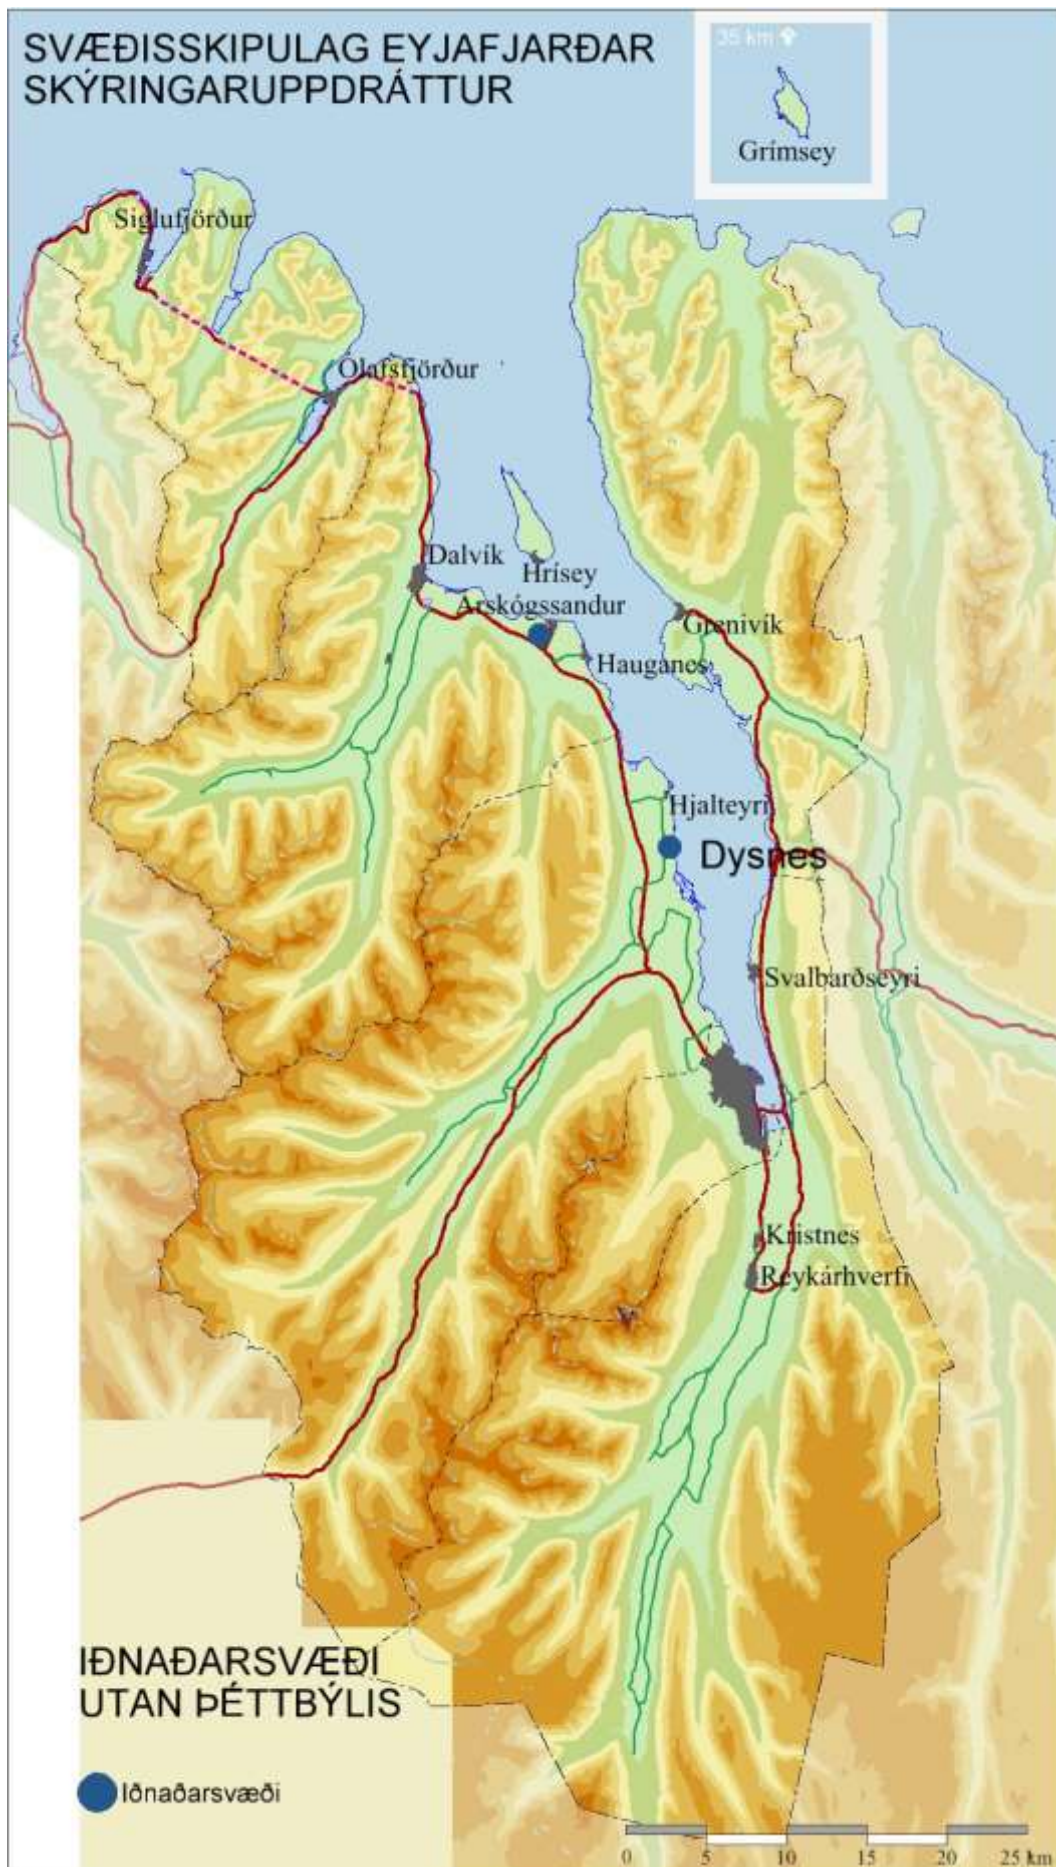 SVÆÐISSKIPULAG EYJAFJARÐAR
SKÝRINGARUPPDRÁTTUR
35 km
Grímsey
Siglufjörður
Ólafsfjörður
Dalvík
Hrísey
Arskógssandur
Grenivík
Hauganes
Hjalteyri
Dysnes
Svalbarðseyri
Kristnes
Reykárhverfi
IÐNAÐARSVÆÐI
UTAN ÞÉTTBÝLIS
Iðnaðarsvæði
0 5 10 15 20 25 km